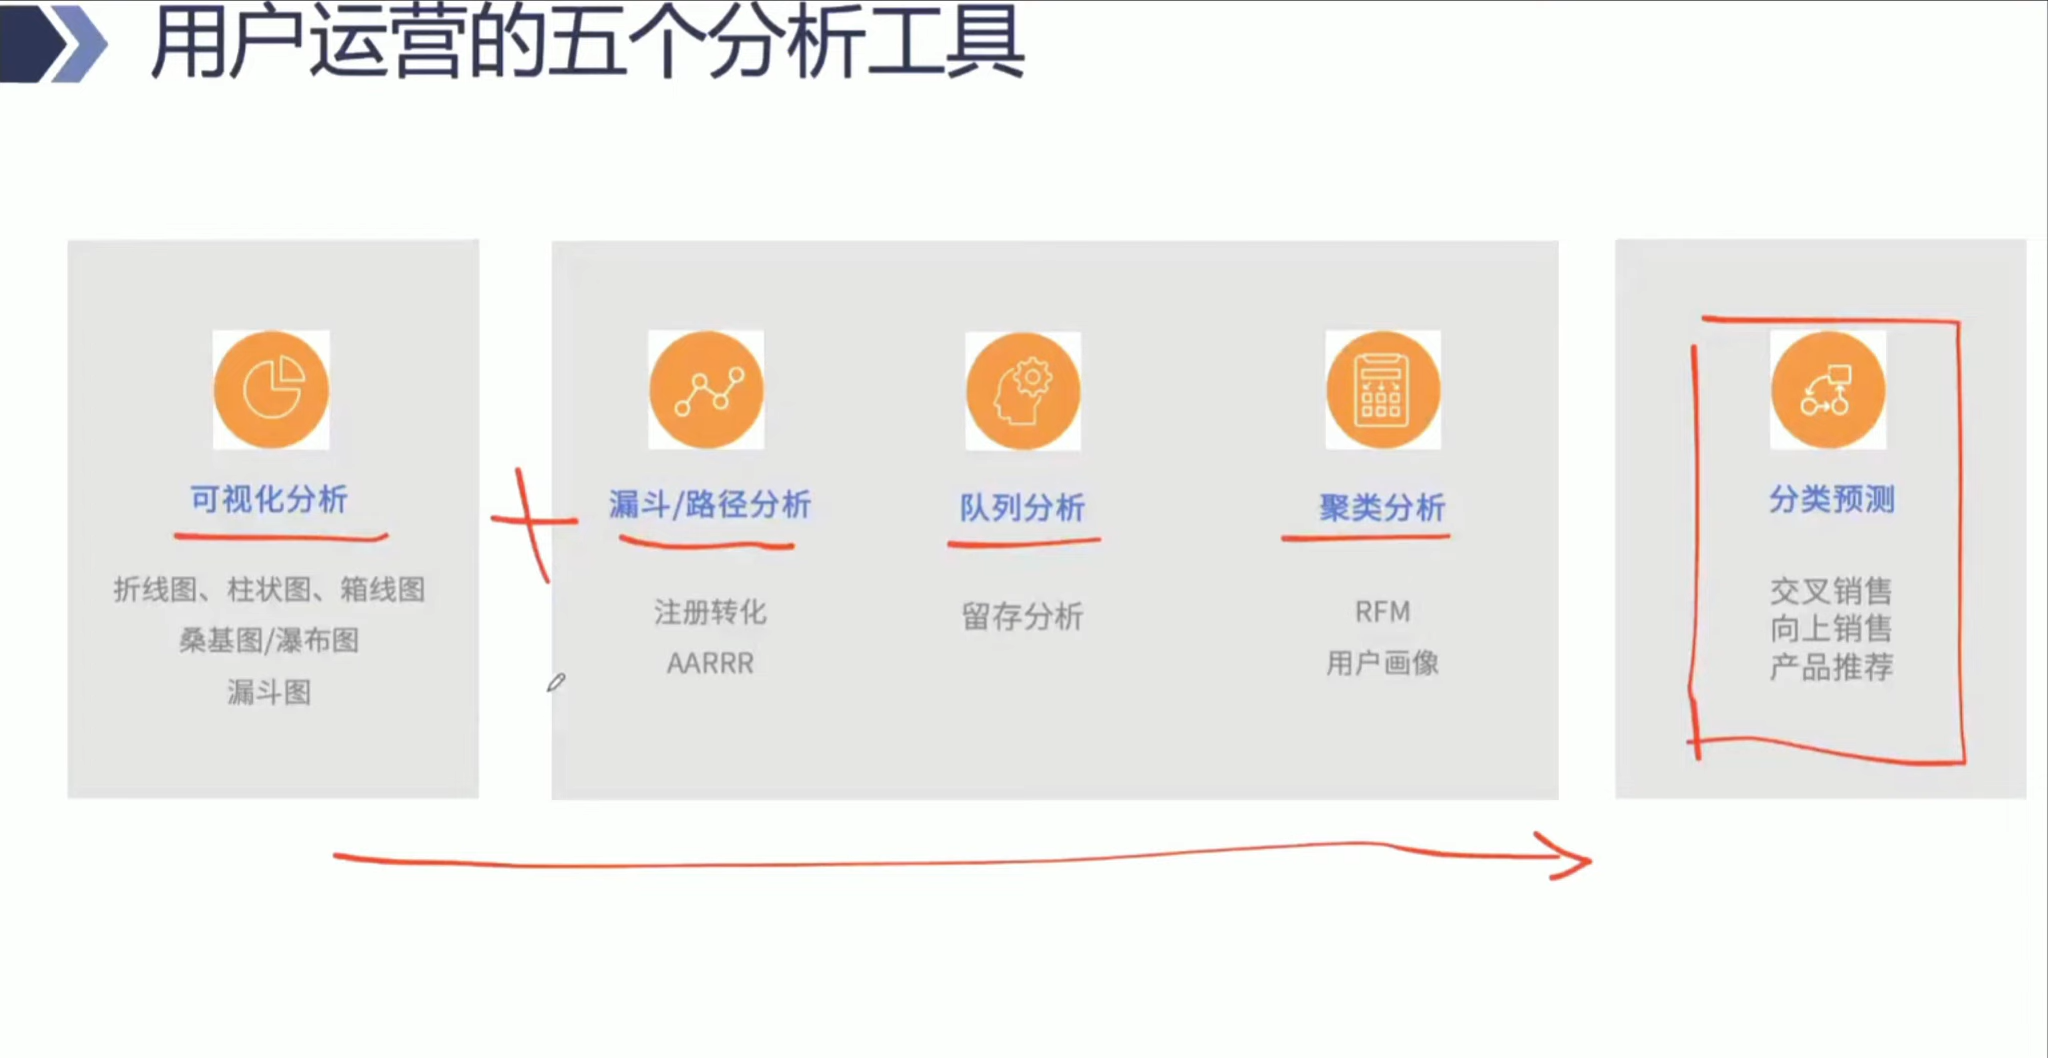 用户运营的五个分析工具
可视化分析
折线图、柱状图、箱线图
桑基图/瀑布图
漏斗图
漏斗/路径分析
注册转化
AARRR
队列分析
留存分析
聚类分析
RFM
用户画像
分类预测
交叉销售
向上销售
产品推荐